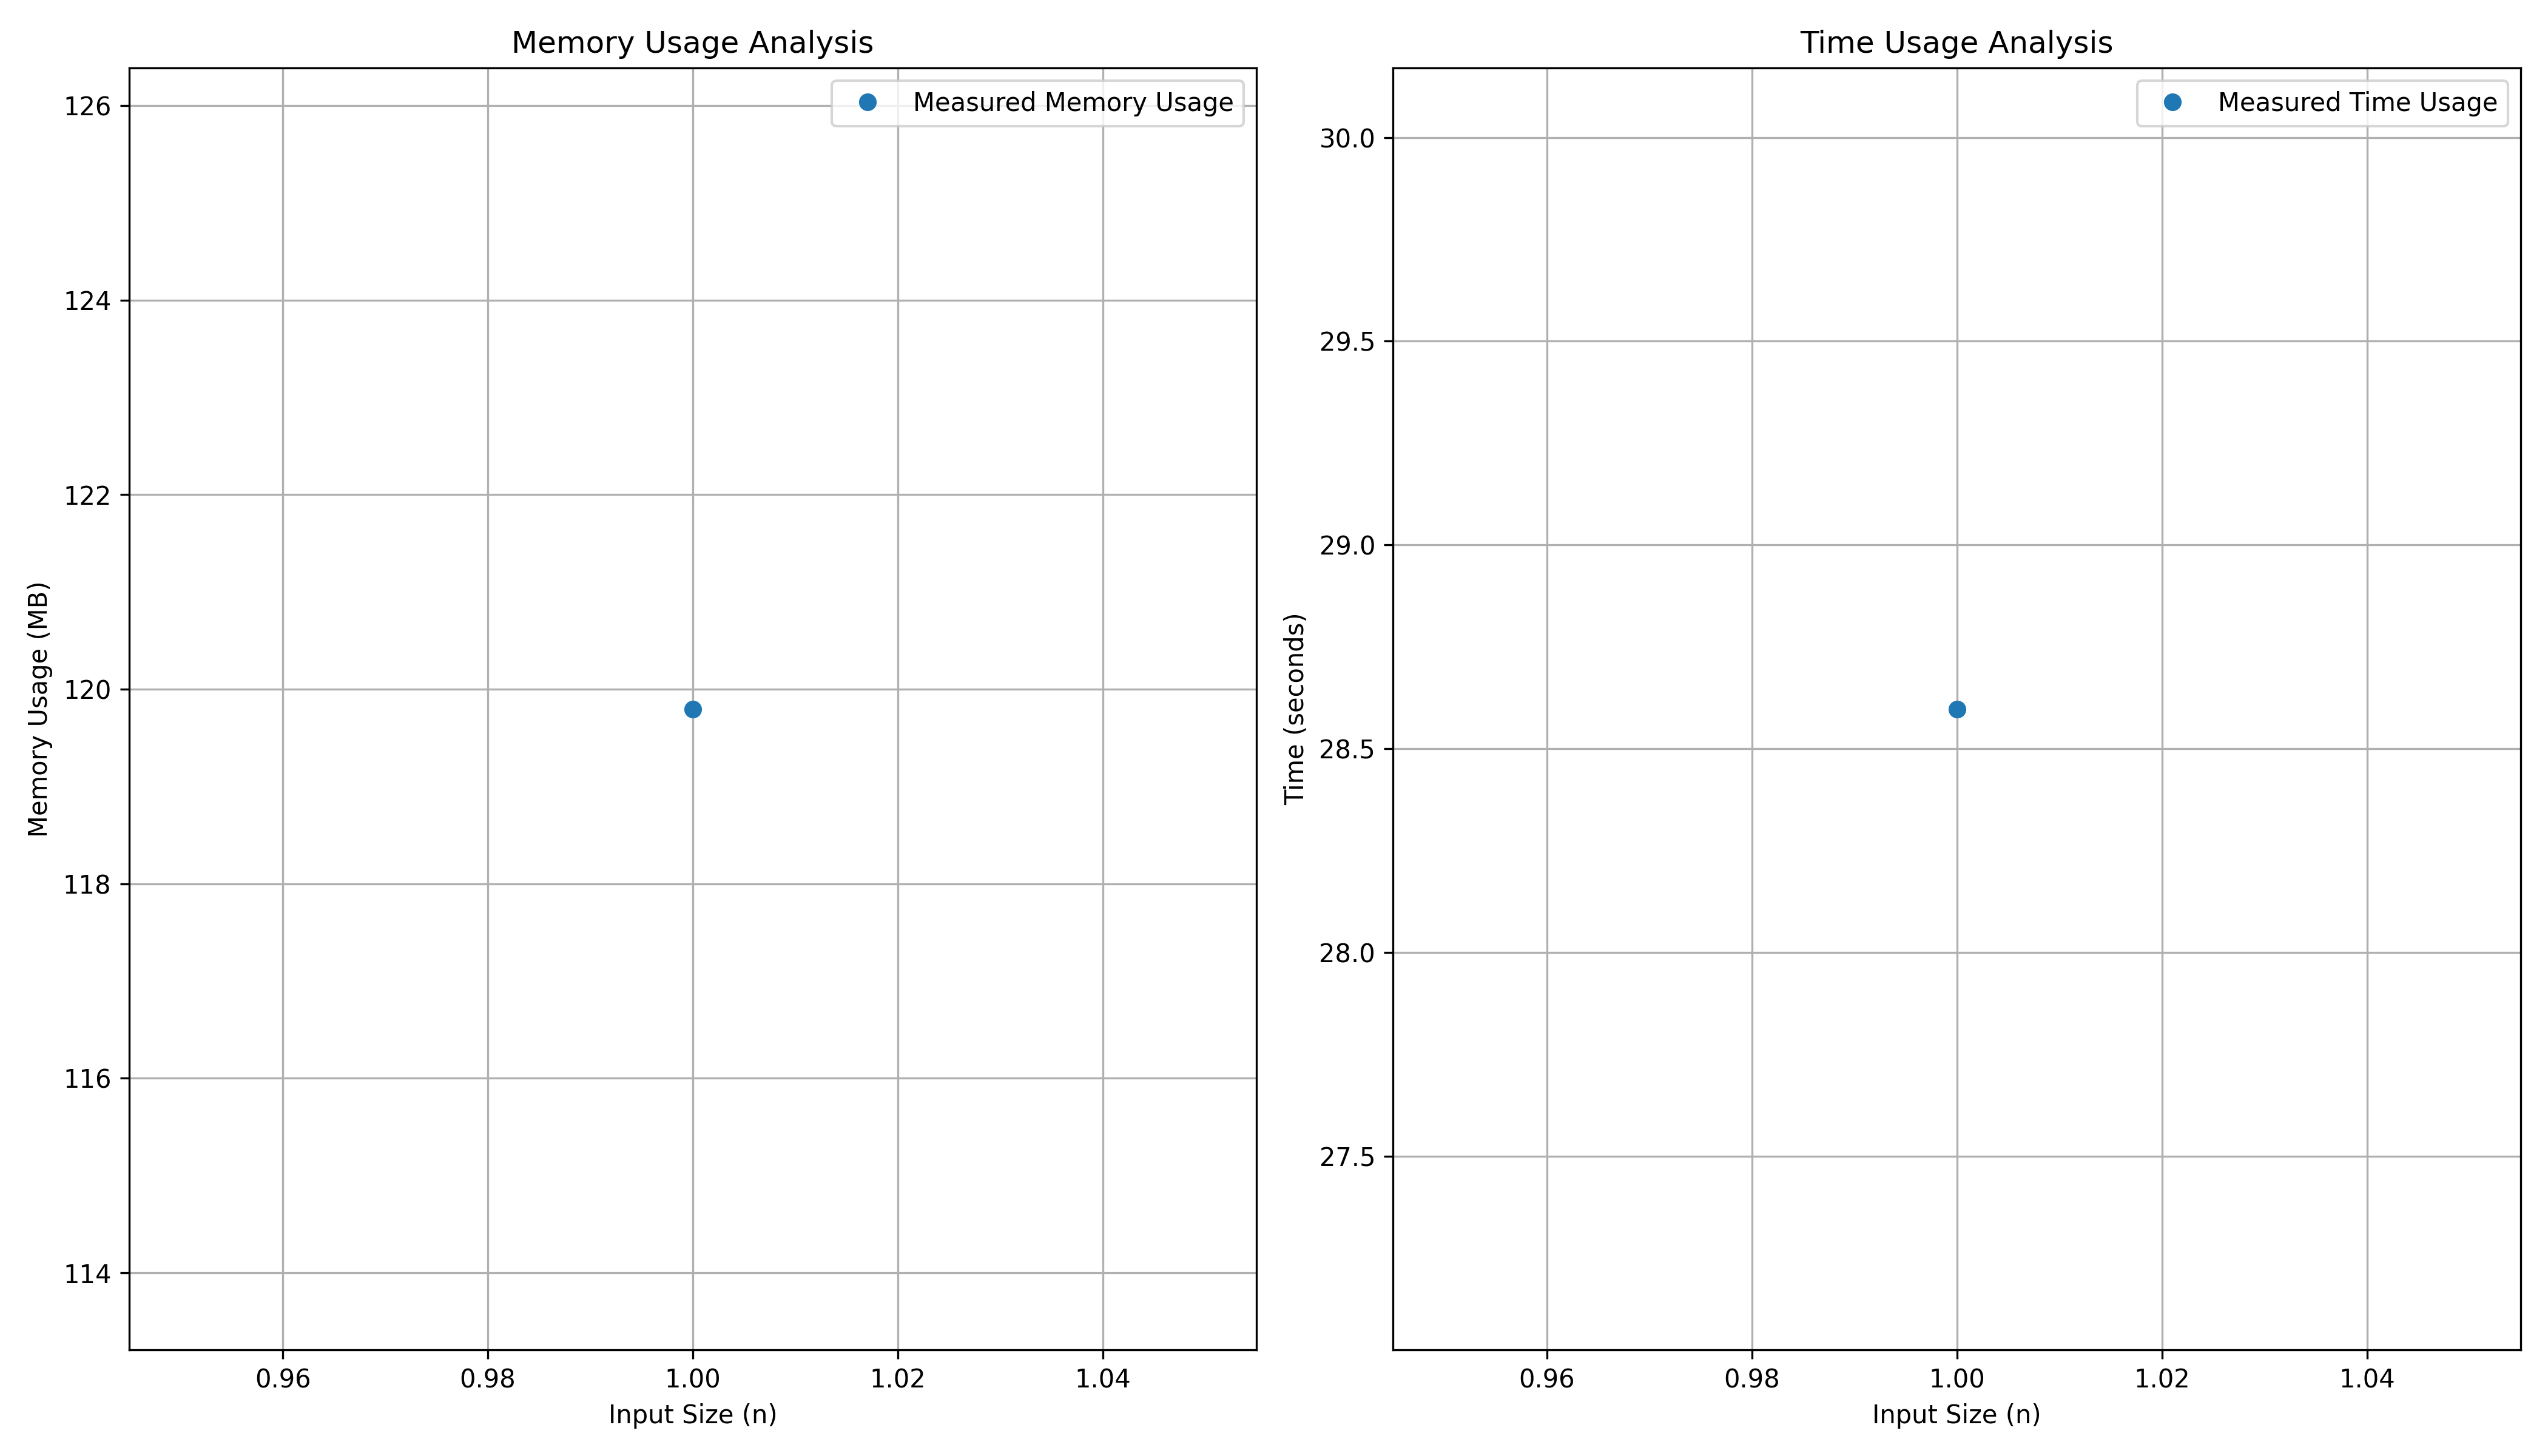 Memory Usage Analysis
Measured Memory Usage
126
124
122
120
118
116
114
Memory Usage (MB)
0.96 0.98 1.00 1.02 1.04
Input Size (n)
Time Usage Analysis
Measured Time Usage
30.0
29.5
29.0
28.5
28.0
27.5
Time (seconds)
0.96 0.98 1.00 1.02 1.04
Input Size (n)